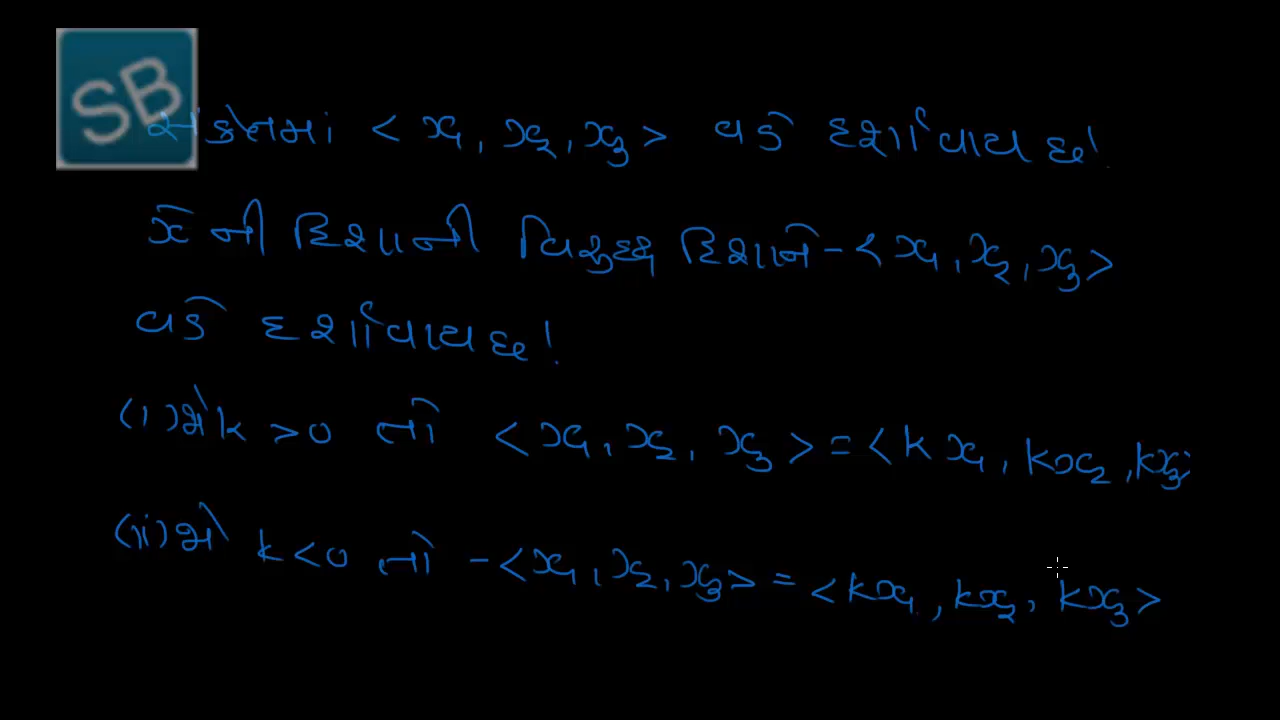 SB
સંકેતમાં < x₁, x₂, x₃ > વડે દર્શાવાય છે.
x̄ ની દિશાની વિરુદ્ધ દિશાને - < x₁, x₂, x₃ >
વડે દર્શાવાય છે.
(i) જો k > 0 તો < x₁, x₂, x₃ > = < k x₁, kx₂, kx₃
(ii) જો k < 0 તો - < x₁, x₂, x₃ > = < kx₁, kx₂, kx₃ >